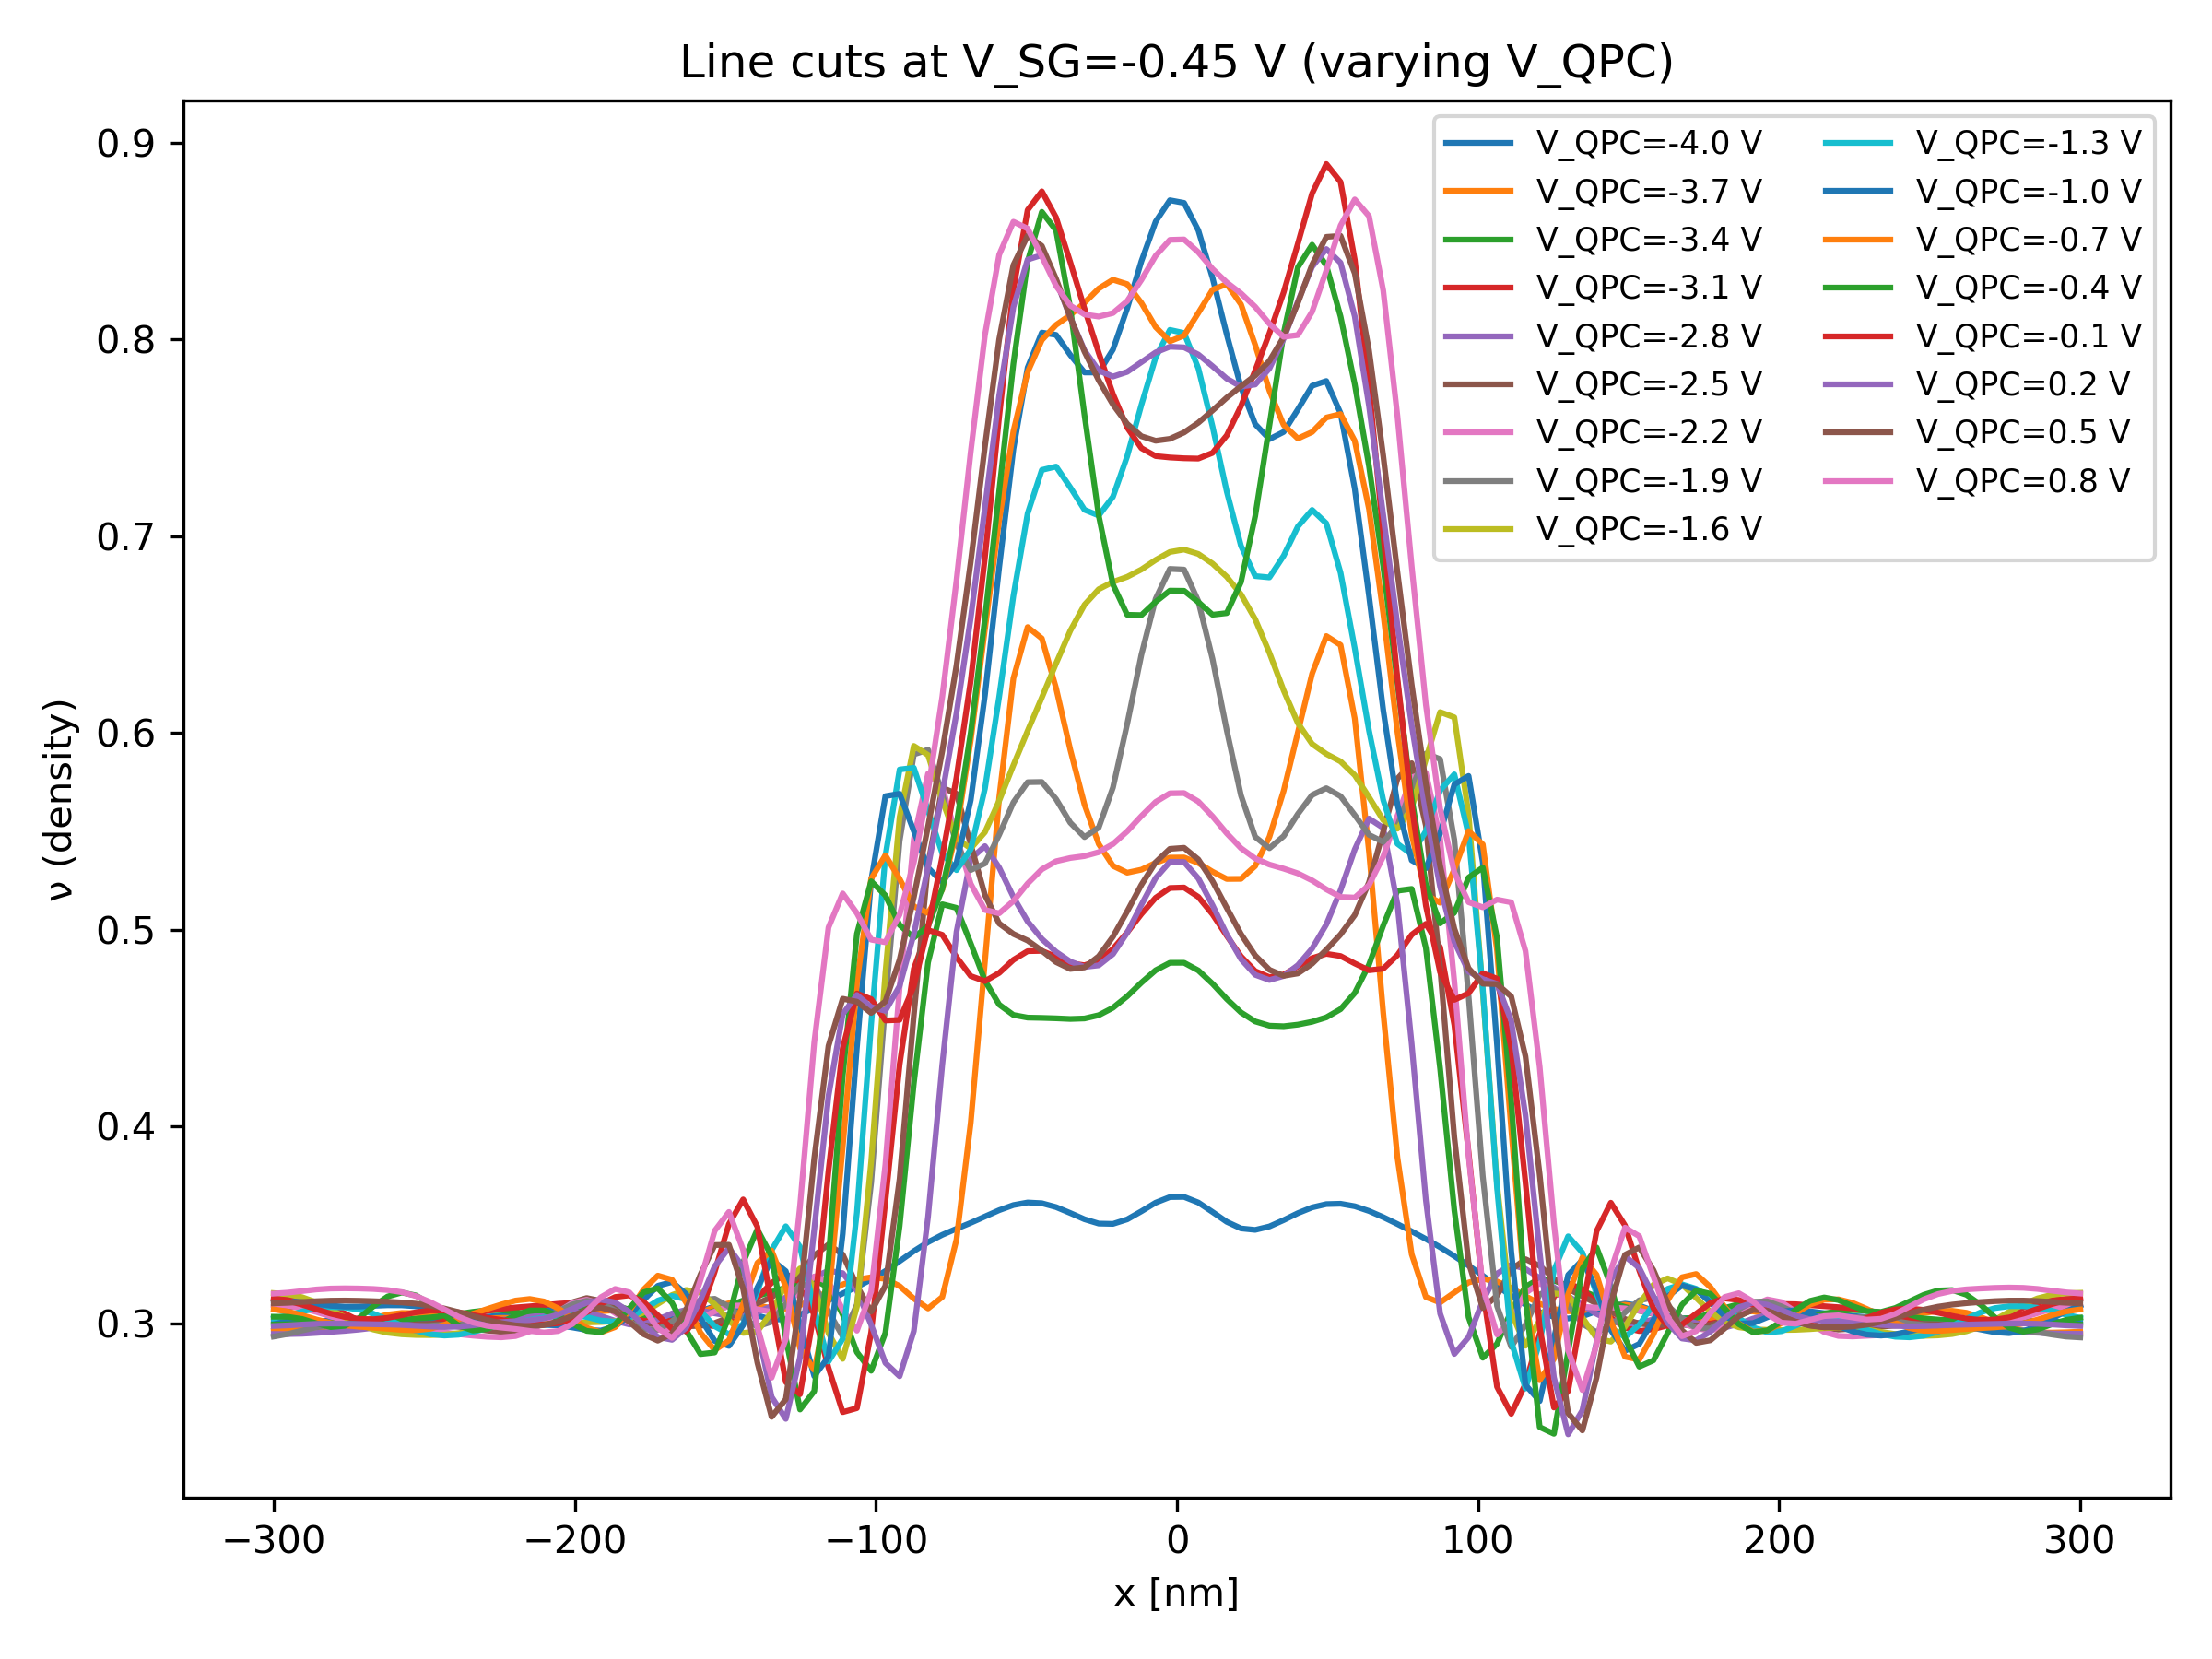 Line cuts at V_SG=-0.45 V (varying V_QPC)
V_QPC=-4.0 V
V_QPC=-3.7 V
V_QPC=-3.4 V
V_QPC=-3.1 V
V_QPC=-2.8 V
V_QPC=-2.5 V
V_QPC=-2.2 V
V_QPC=-1.9 V
V_QPC=-1.6 V
V_QPC=-1.3 V
V_QPC=-1.0 V
V_QPC=-0.7 V
V_QPC=-0.4 V
V_QPC=-0.1 V
V_QPC=0.2 V
V_QPC=0.5 V
V_QPC=0.8 V
ν (density)
0.9
0.8
0.7
0.6
0.5
0.4
0.3
−300 −200 −100 0 100 200 300
x [nm]